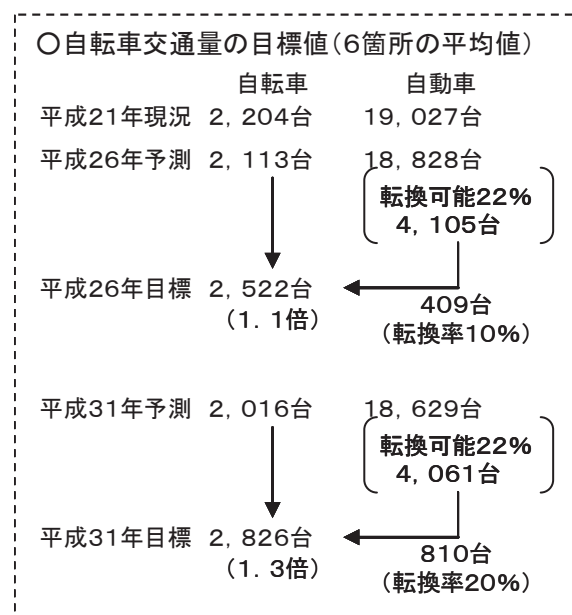 〇自転車交通量の目標値(6箇所の平均値)
自転車 自動車
平成21年現況 2,204台 19,027台
平成26年予測 2,113台 18,828台
転換可能22%
4,105台
平成26年目標 2,522台
(1.1倍)
409台
(転換率10%)
平成31年予測 2,016台 18,629台
転換可能22%
4,061台
平成31年目標 2,826台
(1.3倍)
810台
(転換率20%)